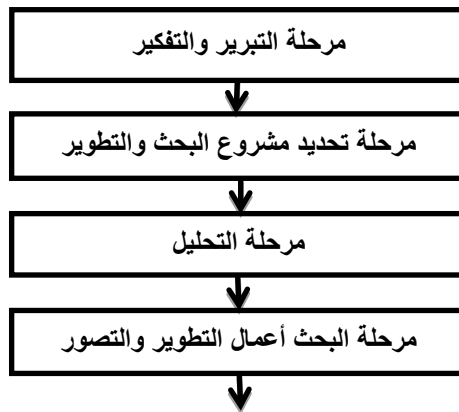 مرحلة التبرير والتفكير
مرحلة تحديد مشروع البحث والتطوير
مرحلة التحليل
مرحلة البحث أعمال التطوير والتصور